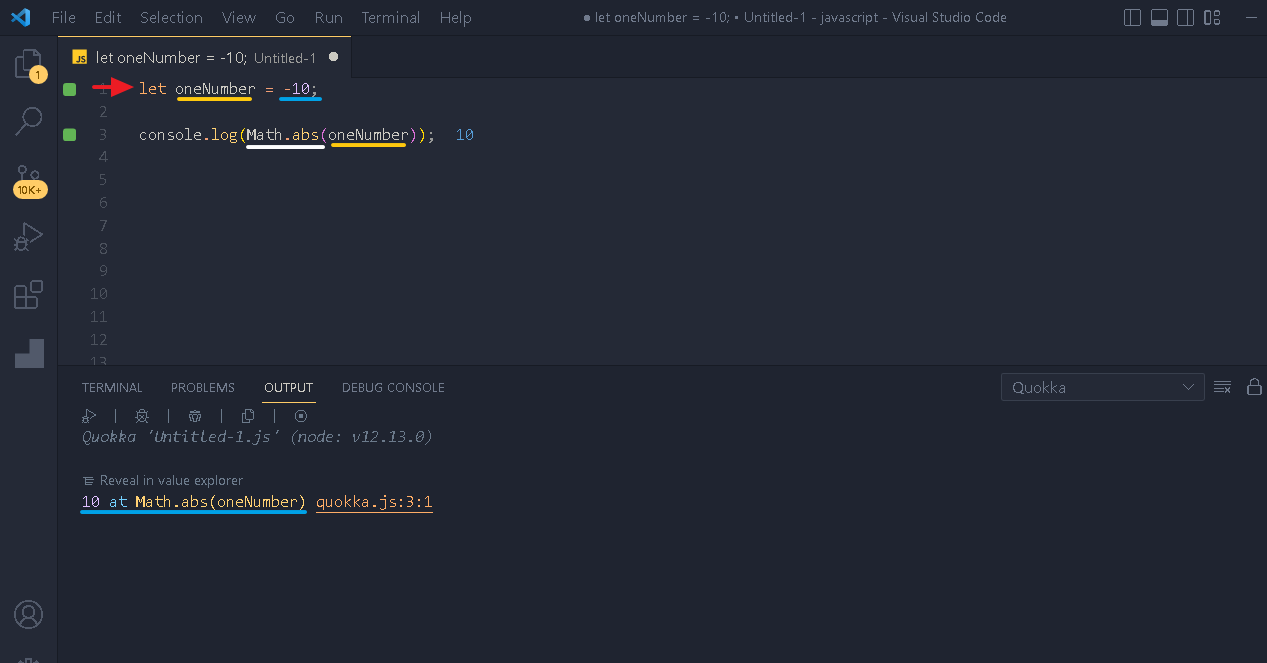 File Edit Selection View Go Run Terminal Help
● let oneNumber = -10; • Untitled-1 - javascript - Visual Studio Code
JS let oneNumber = -10; Untitled-1
1
1 let oneNumber = -10;
2
3 console.log(Math.abs(oneNumber)); 10
4
5
10K+
6
7
8
9
10
11
12
13
TERMINAL PROBLEMS OUTPUT DEBUG CONSOLE
Quokka
Quokka 'Untitled-1.js' (node: v12.13.0)
Reveal in value explorer
10 at Math.abs(oneNumber) quokka.js:3:1